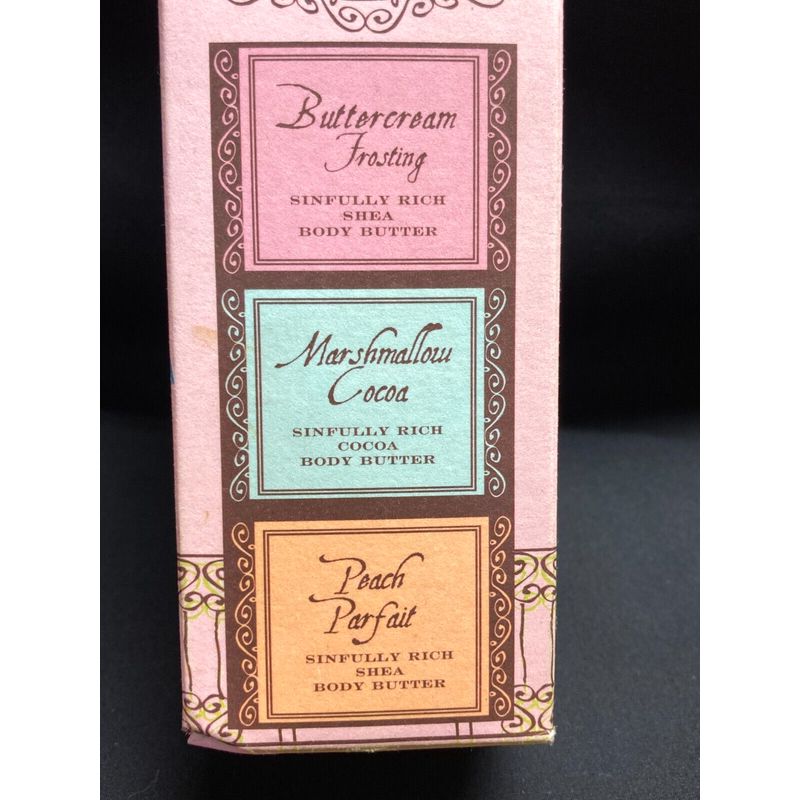 Buttercream
Frosting
SINFULLY RICH
SHEA
BODY BUTTER
Marshmallow
Cocoa
SINFULLY RICH
COCOA
BODY BUTTER
Peach
Parfait
SINFULLY RICH
SHEA
BODY BUTTER